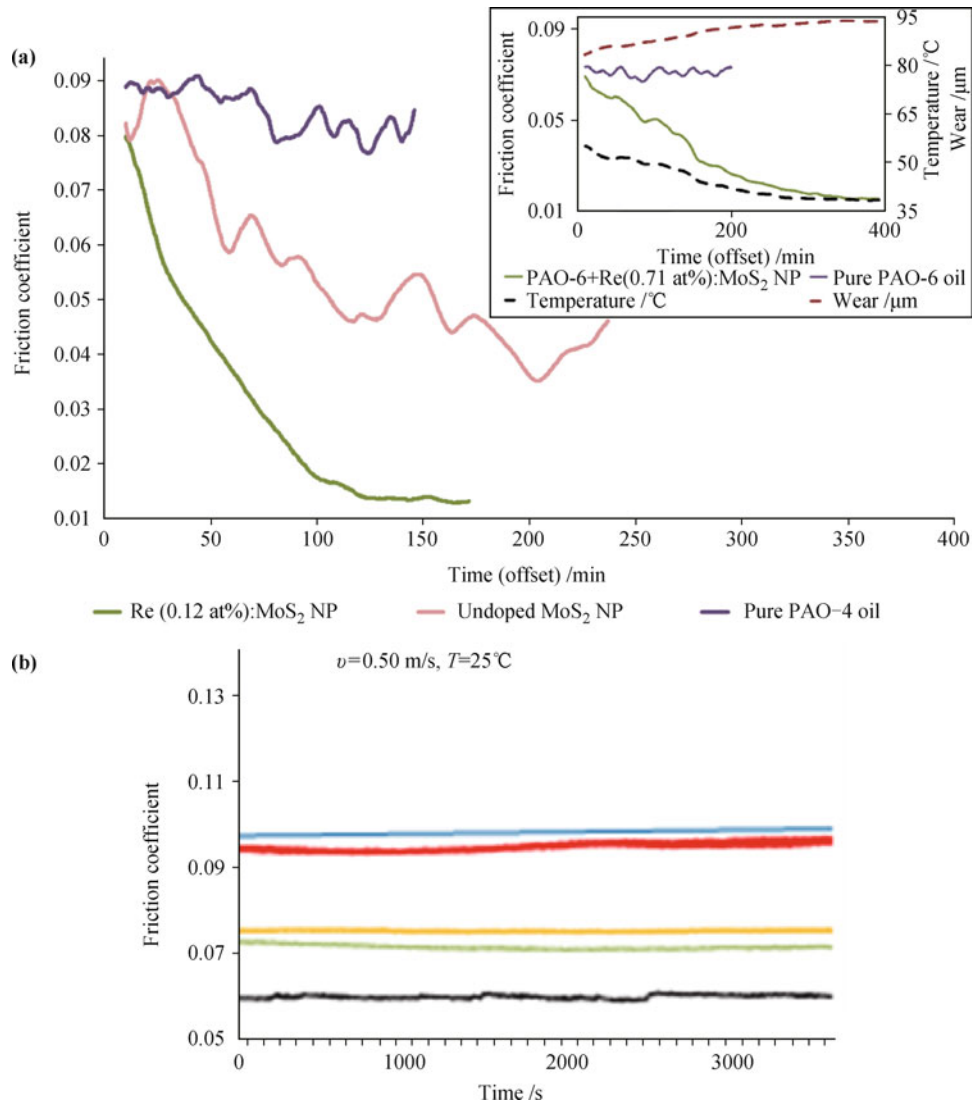 (a)
Friction coefficient
0.09
0.08
0.07
0.06
0.05
0.04
0.03
0.02
0.01
0 50 100 150 200 250 300 350 400
Time (offset) /min
Re (0.12 at%):MoS2 NP Undoped MoS2 NP Pure PAO−4 oil
Friction coefficient
0.09
0.05
0.01
95
80
65
50
35
Temperature /℃
Wear /μm
0 200 400
Time (offset) /min
PAO-6+Re(0.71 at%):MoS2 NP Pure PAO-6 oil
Temperature /℃ Wear /μm
(b)
υ=0.50 m/s, T=25℃
Friction coefficient
0.13
0.11
0.09
0.07
0.05
0 1000 2000 3000
Time /s